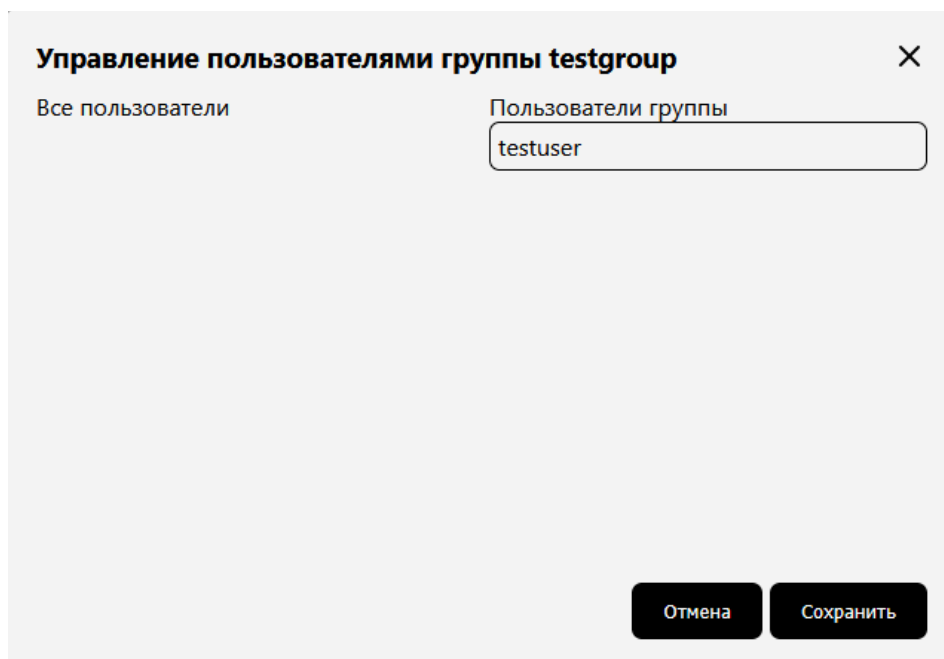 Управление пользователями группы testgroup
Все пользователи
Пользователи группы
testuser
Отмена
Сохранить